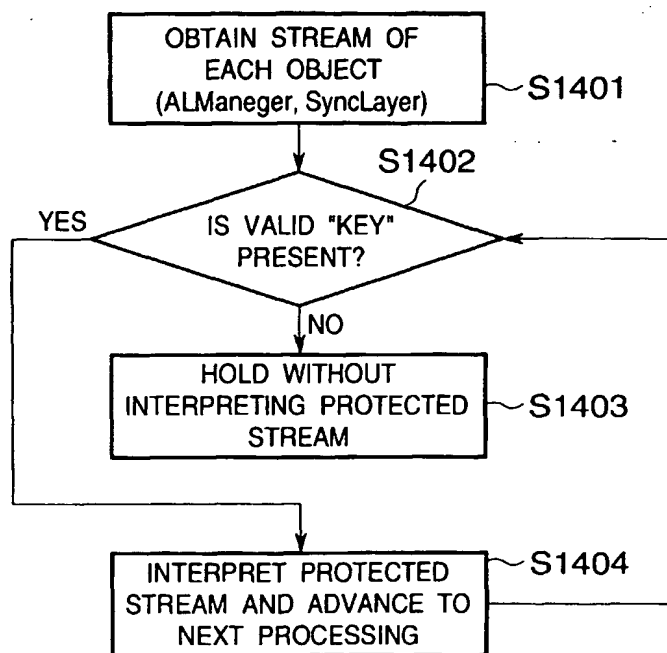 OBTAIN STREAM OF
EACH OBJECT
(ALManeger, SyncLayer)
S1401
S1402
YES
IS VALID "KEY"
PRESENT?
NO
HOLD WITHOUT
INTERPRETING PROTECTED
STREAM
S1403
S1404
INTERPRET PROTECTED
STREAM AND ADVANCE TO
NEXT PROCESSING